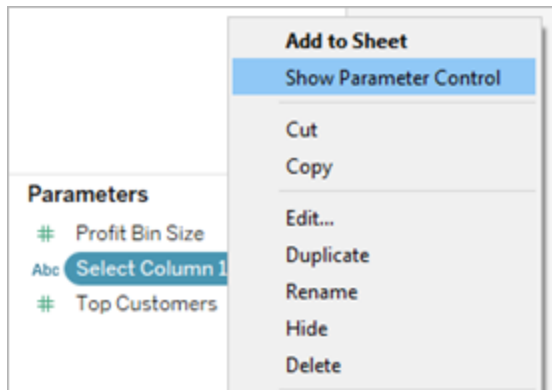 Add to Sheet
Show Parameter Control
Cut
Copy
Edit...
Duplicate
Rename
Hide
Delete
Parameters
# Profit Bin Size
Abc Select Column 1
# Top Customers